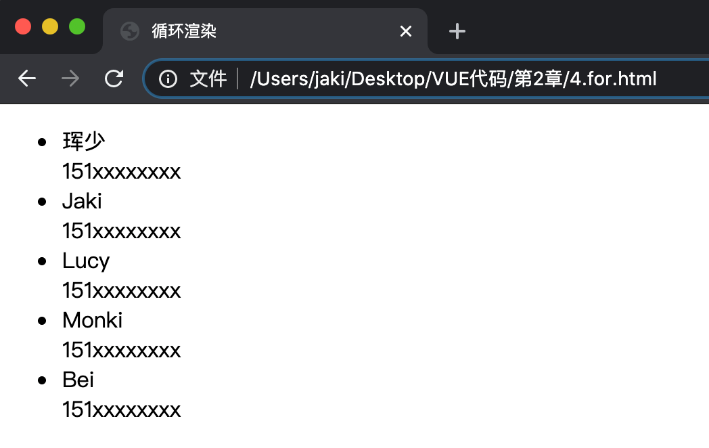 循环渲染
文件 /Users/jaki/Desktop/VUE代码/第2章/4.for.html
珲少
151xxxxxxxx
Jaki
151xxxxxxxx
Lucy
151xxxxxxxx
Monki
151xxxxxxxx
Bei
151xxxxxxxx